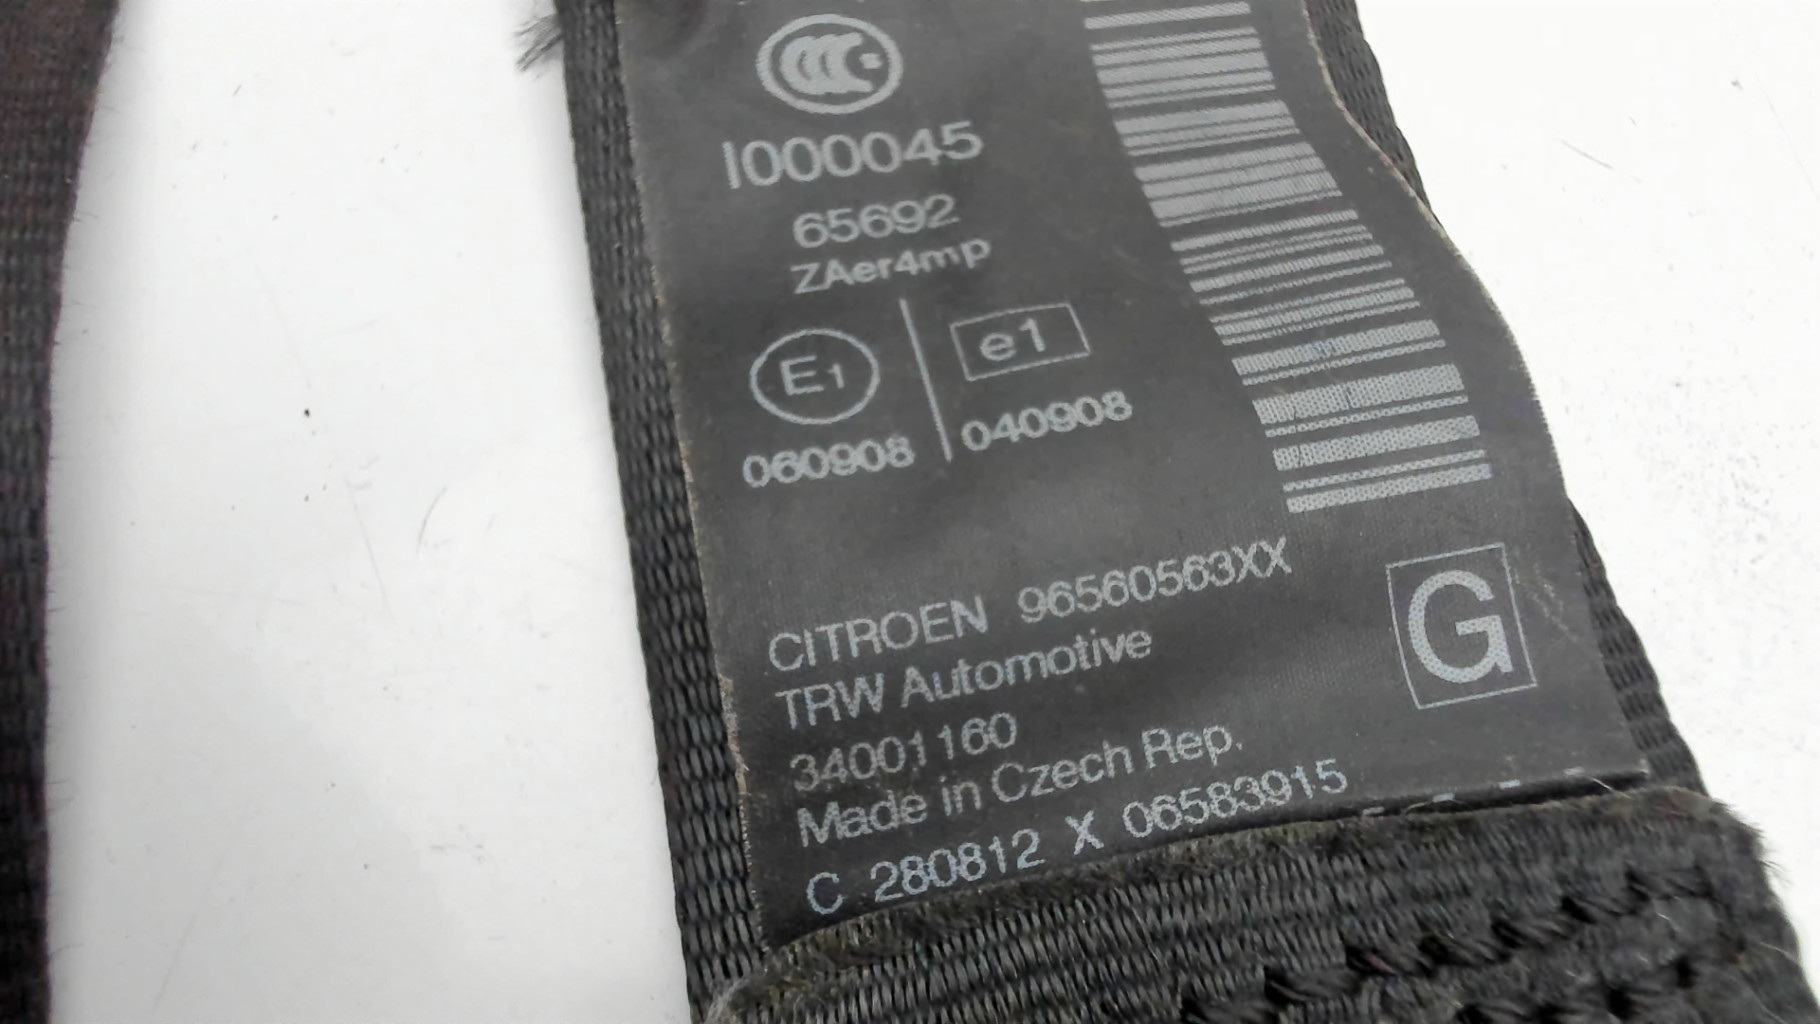 I000045
65692
ZAer4mp
E1
e1
060908
040908
CITROEN 96560563XX
TRW Automotive
34001160
Made in Czech Rep.
C 280812 X 06583915
G